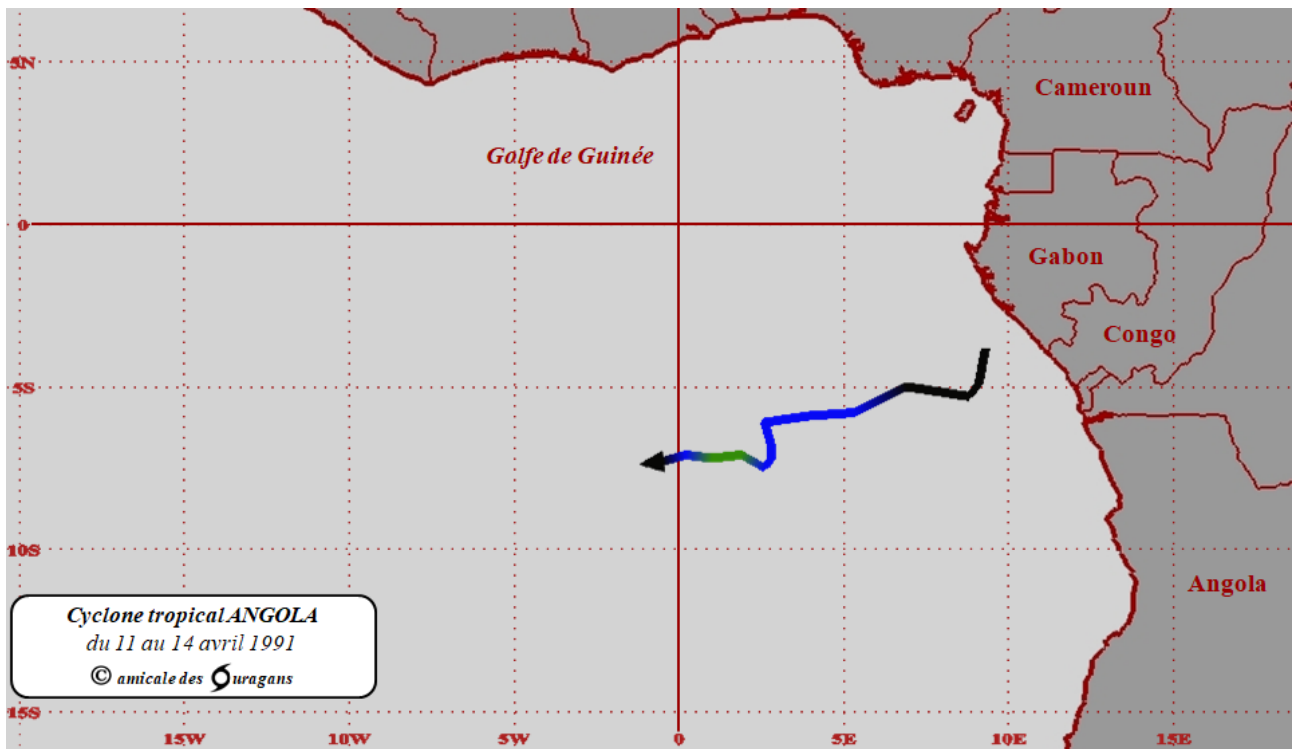 5N
Cameroun
Golfe de Guinée
0
Gabon
Congo
5S
10S
Angola
Cyclone tropical ANGOLA
du 11 au 14 avril 1991
© amicale des Ouragans
15S
15W
10W
5W
0
5E
10E
15E